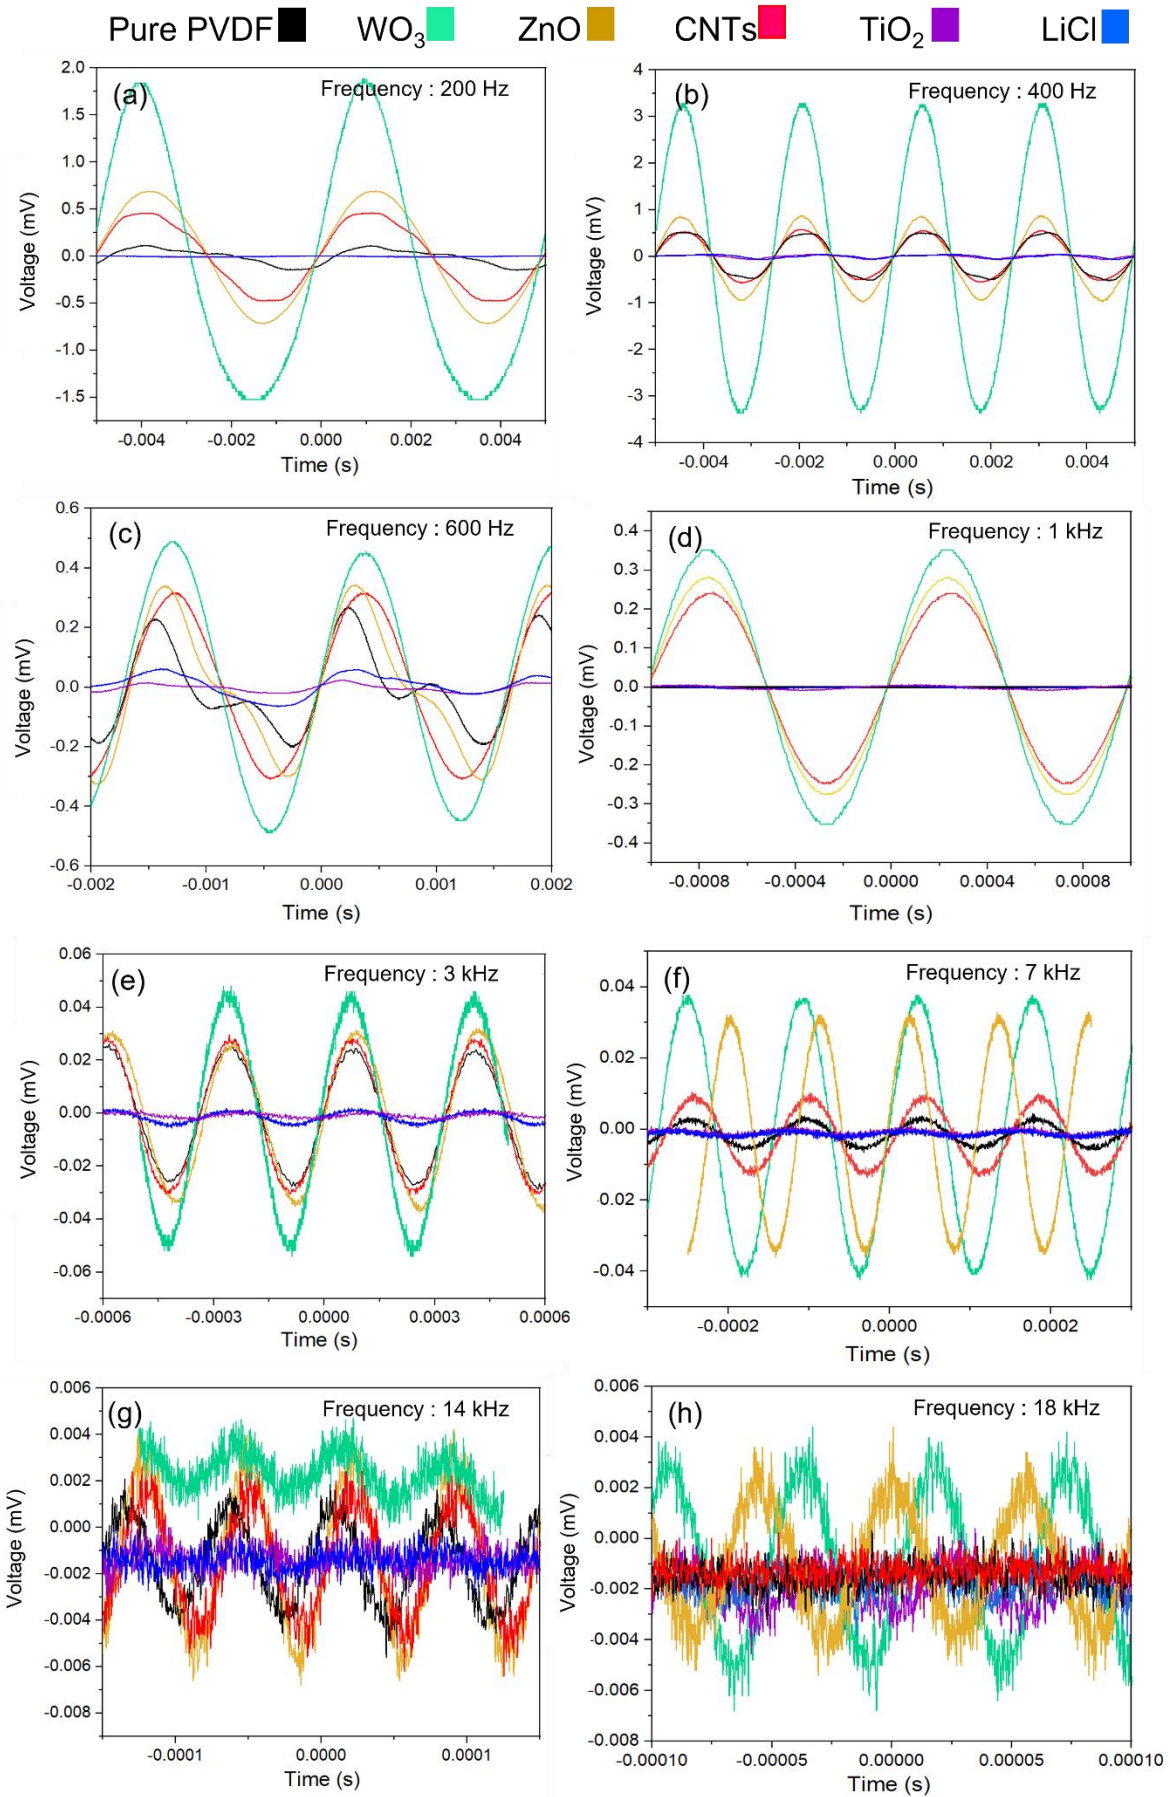 Pure PVDF WO3 ZnO CNTs TiO2 LiCl
(a) Frequency : 200 Hz
2.0
1.5
1.0
0.5
0.0
-0.5
-1.0
-1.5
Voltage (mV)
-0.004 -0.002 0.000 0.002 0.004
Time (s)
(b) Frequency : 400 Hz
4
3
2
1
0
-1
-2
-3
-4
Voltage (mV)
-0.004 -0.002 0.000 0.002 0.004
Time (s)
(c) Frequency : 600 Hz
0.6
0.4
0.2
0.0
-0.2
-0.4
-0.6
Voltage (mV)
-0.002 -0.001 0.000 0.001 0.002
Time (s)
(d) Frequency : 1 kHz
0.4
0.3
0.2
0.1
0.0
-0.1
-0.2
-0.3
-0.4
Voltage (mV)
-0.0008 -0.0004 0.0000 0.0004 0.0008
Time (s)
(e) Frequency : 3 kHz
0.06
0.04
0.02
0.00
-0.02
-0.04
-0.06
Voltage (mV)
-0.0006 -0.0003 0.0000 0.0003 0.0006
Time (s)
(f) Frequency : 7 kHz
0.04
0.02
0.00
-0.02
-0.04
Voltage (mV)
-0.0002 0.0000 0.0002
Time (s)
(g) Frequency : 14 kHz
0.006
0.004
0.002
0.000
-0.002
-0.004
-0.006
-0.008
Voltage (mV)
-0.0001 0.0000 0.0001
Time (s)
(h) Frequency : 18 kHz
0.006
0.004
0.002
0.000
-0.002
-0.004
-0.006
-0.008
Voltage (mV)
-0.00010 -0.00005 0.00000 0.00005 0.00010
Time (s)